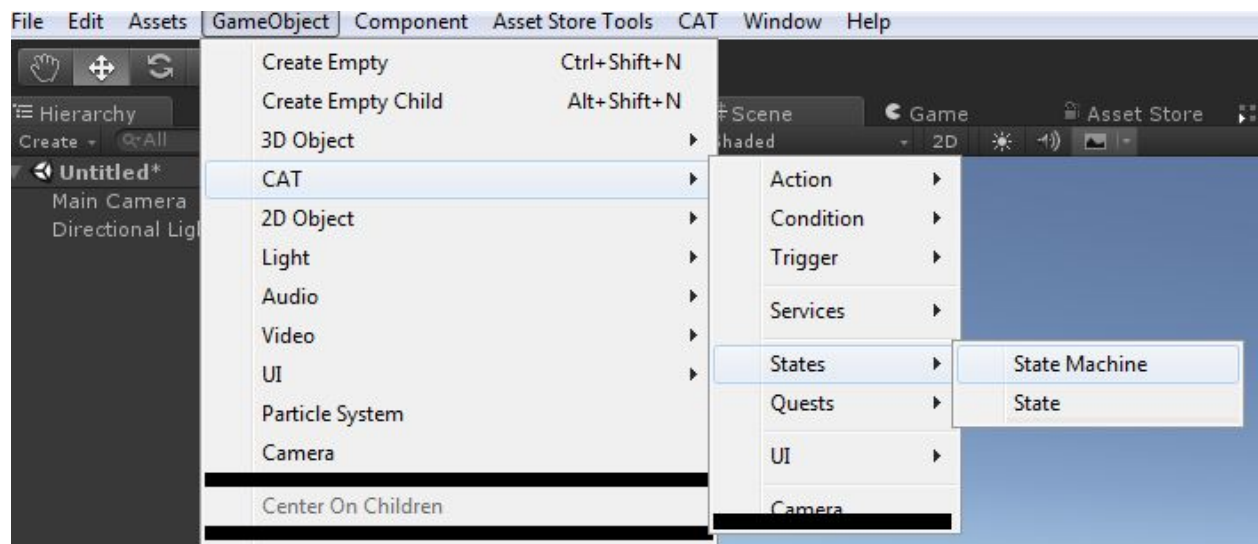 File Edit Assets GameObject Component Asset Store Tools CAT Window Help
Create Empty Ctrl+Shift+N
Create Empty Child Alt+Shift+N
3D Object
CAT
2D Object
Light
Audio
Video
UI
Particle System
Camera
Center On Children
Hierarchy
Create All
Untitled*
Main Camera
Directional Ligh
Scene Game Asset Store
haded 2D
Action
Condition
Trigger
Services
States
Quests
UI
Camera
State Machine
State